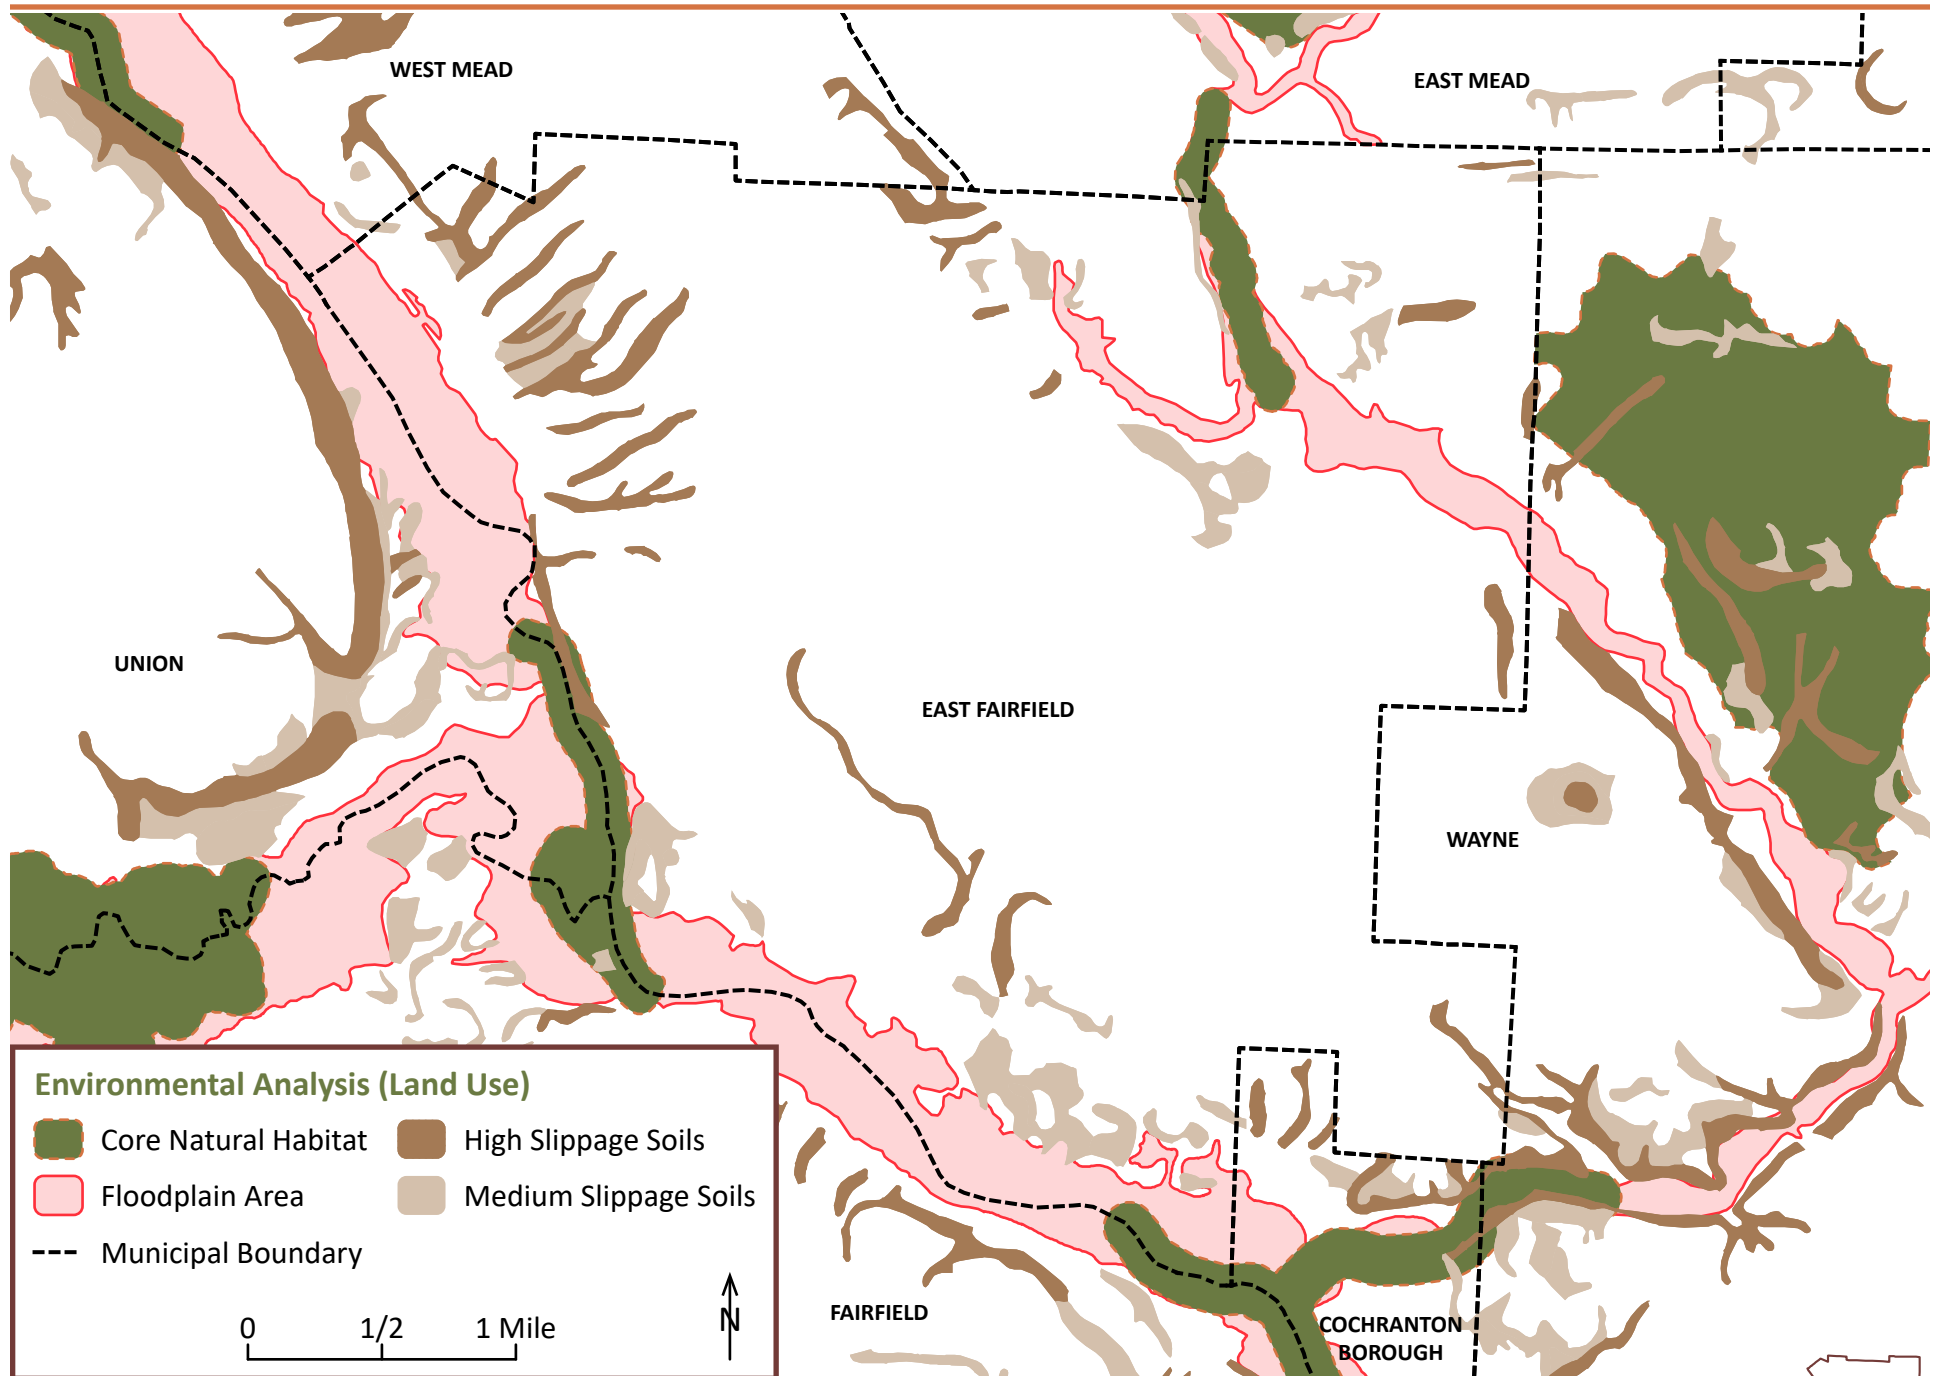 WEST MEAD
EAST MEAD
UNION
EAST FAIRFIELD
WAYNE
Environmental Analysis (Land Use)
Core Natural Habitat
High Slippage Soils
Floodplain Area
Medium Slippage Soils
Municipal Boundary
0 1/2 1 Mile
N
FAIRFIELD
COCHRANTON
BOROUGH